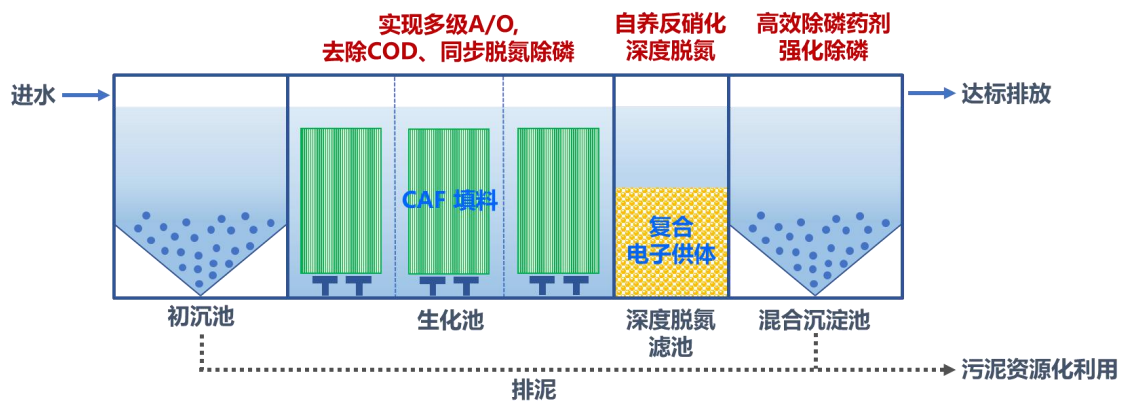 实现多级A/O,
去除COD、同步脱氮除磷
自养反硝化
深度脱氮
高效除磷药剂
强化除磷
进水
达标排放
CAF 填料
复合
电子供体
初沉池
生化池
深度脱氮
滤池
混合沉淀池
排泥
污泥资源化利用